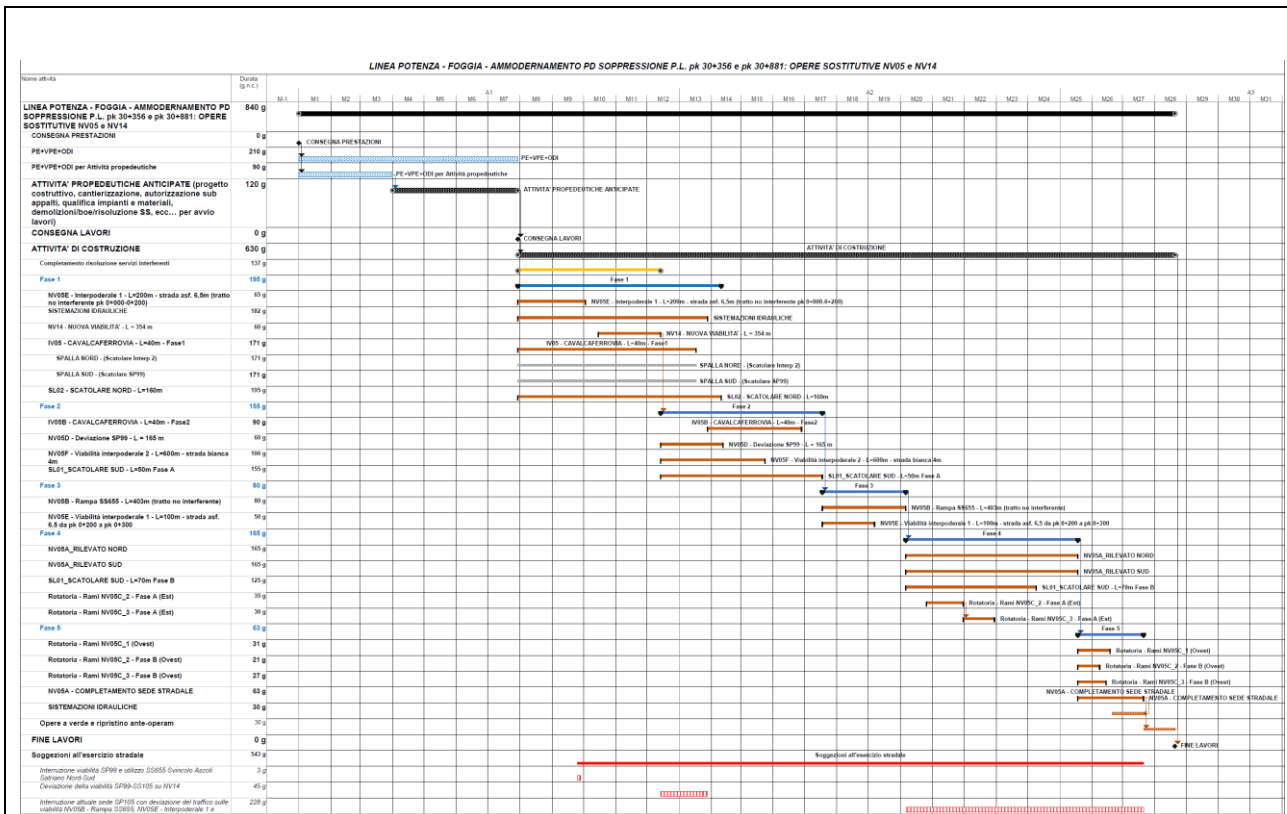 LINEA POTENZA - FOGGIA - AMMODERNAMENTO PD SOPPRESSIONE P.L. pk 30+356 e pk 30+881: OPERE SOSTITUTIVE NV05 e NV14
Nome attività
Durata
(g.n.c.)
A1
A2
A3
M-1 M1 M2 M3 M4 M5 M6 M7 M8 M9 M10 M11 M12 M13 M14 M15 M16 M17 M18 M19 M20 M21 M22 M23 M24 M25 M26 M27 M28 M29 M30 M31
LINEA POTENZA - FOGGIA - AMMODERNAMENTO PD 840 g
SOPPRESSIONE P.L. pk 30+356 e pk 30+881: OPERE
SOSTITUTIVE NV05 e NV14
CONSEGNA PRESTAZIONI 0 g
CONSEGNA PRESTAZIONI
PE+VPE+ODI 210 g
PE+VPE+ODI
PE+VPE+ODI per Attività propedeutiche 90 g
PE+VPE+ODI per Attività propedeutiche
ATTIVITA' PROPEDEUTICHE ANTICIPATE (progetto 120 g
costruttivo, cantierizzazione, autorizzazione sub
appalti, qualifica impianti e materiali,
demolizioni/boe/risoluzione SS, ecc... per avvio
lavori)
ATTIVITA' PROPEDEUTICHE ANTICIPATE
CONSEGNA LAVORI 0 g
CONSEGNA LAVORI
ATTIVITA' DI COSTRUZIONE 630 g
ATTIVITA' DI COSTRUZIONE
Completamento risoluzione servizi interferenti 137 g
Fase 1 195 g
Fase 1
NV05E - Interpoderale 1 - L=200m - strada asf. 6,5m (tratto 65 g
no interferente pk 0+000-0+200)
NV05E - Interpoderale 1 - L=200m - strada asf. 6,5m (tratto no interferente pk 0+000-0+200)
SISTEMAZIONI IDRAULICHE 182 g
SISTEMAZIONI IDRAULICHE
NV14 - NUOVA VIABILITA' - L = 354 m 60 g
NV14 - NUOVA VIABILITA' - L = 354 m
IV05 - CAVALCAFERROVIA - L=40m - Fase1 171 g
IV05 - CAVALCAFERROVIA - L=40m - Fase1
SPALLA NORD - (Scatolare Interp 2) 171 g
SPALLA NORD - (Scatolare Interp 2)
SPALLA SUD - (Scatolare SP99) 171 g
SPALLA SUD - (Scatolare SP99)
SL02 - SCATOLARE NORD - L=160m 195 g
SL02 - SCATOLARE NORD - L=160m
Fase 2 155 g
Fase 2
IV05B - CAVALCAFERROVIA - L=40m - Fase2 90 g
IV05B - CAVALCAFERROVIA - L=40m - Fase2
NV05D - Deviazione SP99 - L = 165 m 60 g
NV05D - Deviazione SP99 - L = 165 m
NV05F - Viabilità interpoderale 2 - L=600m - strada bianca 100 g
4m
NV05F - Viabilità interpoderale 2 - L=600m - strada bianca 4m
SL01_SCATOLARE SUD - L=50m Fase A 155 g
SL01_SCATOLARE SUD - L=50m Fase A
Fase 3 80 g
Fase 3
NV05B - Rampa SS655 - L=403m (tratto no interferente) 80 g
NV05B - Rampa SS655 - L=403m (tratto no interferente)
NV05E - Viabilità interpoderale 1 - L=100m - strada asf. 50 g
6,5 da pk 0+200 a pk 0+300
NV05E - Viabilità interpoderale 1 - L=100m - strada asf. 6,5 da pk 0+200 a pk 0+300
Fase 4 165 g
Fase 4
NV05A_RILEVATO NORD 165 g
NV05A_RILEVATO NORD
NV05A_RILEVATO SUD 165 g
NV05A_RILEVATO SUD
SL01_SCATOLARE SUD - L=70m Fase B 125 g
SL01_SCATOLARE SUD - L=70m Fase B
Rotatoria - Rami NV05C_2 - Fase A (Est) 35 g
Rotatoria - Rami NV05C_2 - Fase A (Est)
Rotatoria - Rami NV05C_3 - Fase A (Est) 30 g
Rotatoria - Rami NV05C_3 - Fase A (Est)
Fase 5 63 g
Fase 5
Rotatoria - Rami NV05C_1 (Ovest) 31 g
Rotatoria - Rami NV05C_1 (Ovest)
Rotatoria - Rami NV05C_2 - Fase B (Ovest) 21 g
Rotatoria - Rami NV05C_2 - Fase B (Ovest)
Rotatoria - Rami NV05C_3 - Fase B (Ovest) 27 g
Rotatoria - Rami NV05C_3 - Fase B (Ovest)
NV05A - COMPLETAMENTO SEDE STRADALE 63 g
NV05A - COMPLETAMENTO SEDE STRADALE
NV05A - COMPLETAMENTO SEDE STRADALE
SISTEMAZIONI IDRAULICHE 30 g
Opere a verde e ripristino ante-operam 30 g
FINE LAVORI 0 g
FINE LAVORI
Soggezioni all'esercizio stradale 543 g
Soggezioni all'esercizio stradale
Interruzione viabilità SP99 e utilizzo SS655 Svincolo Ascoli 3 g
Satriano Nord-Sud
Deviazione della viabilità SP99-SS105 su NV14 45 g
Interruzione attuale sede SP105 con deviazione del traffico sulle 228 g
viabilità NV05B - Rampa SS655, NV05E - Interpoderale 1 e